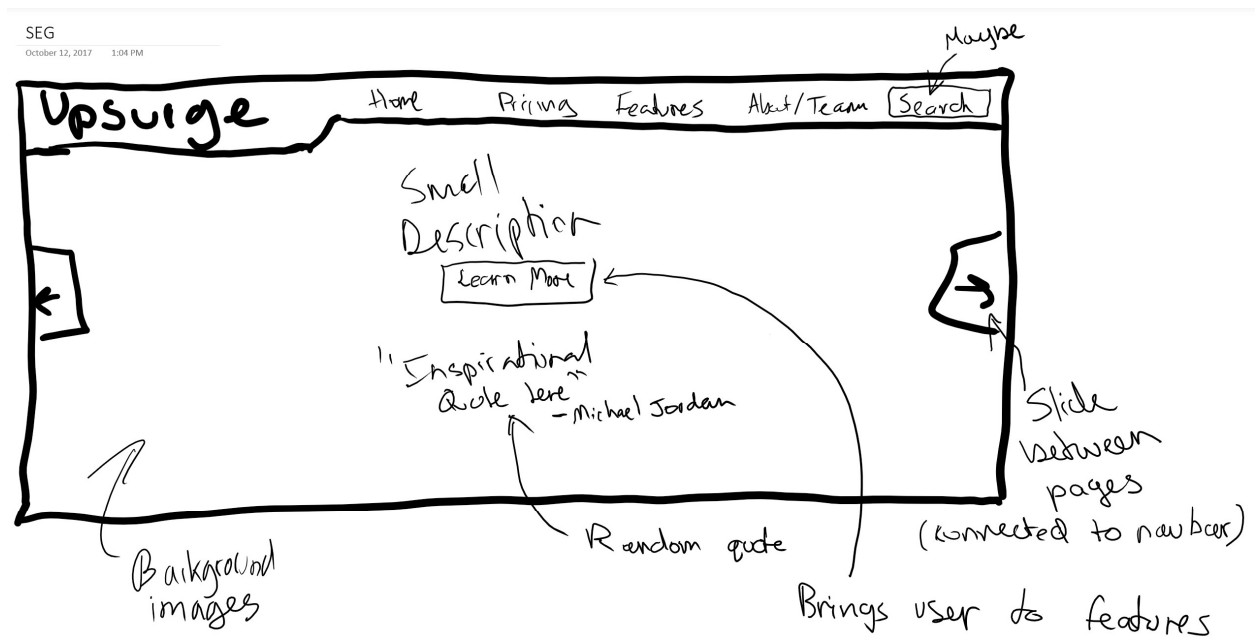 SEG
October 12, 2017 1:04 PM
Maybe
Upsurge Home Pricing Features About/Team Search
Small
Description
Learn More
"Inspirational
Quote here"
- Michael Jordan
Slide
between
pages
(connected to navbar)
Random quote
Background
images
Brings user to features